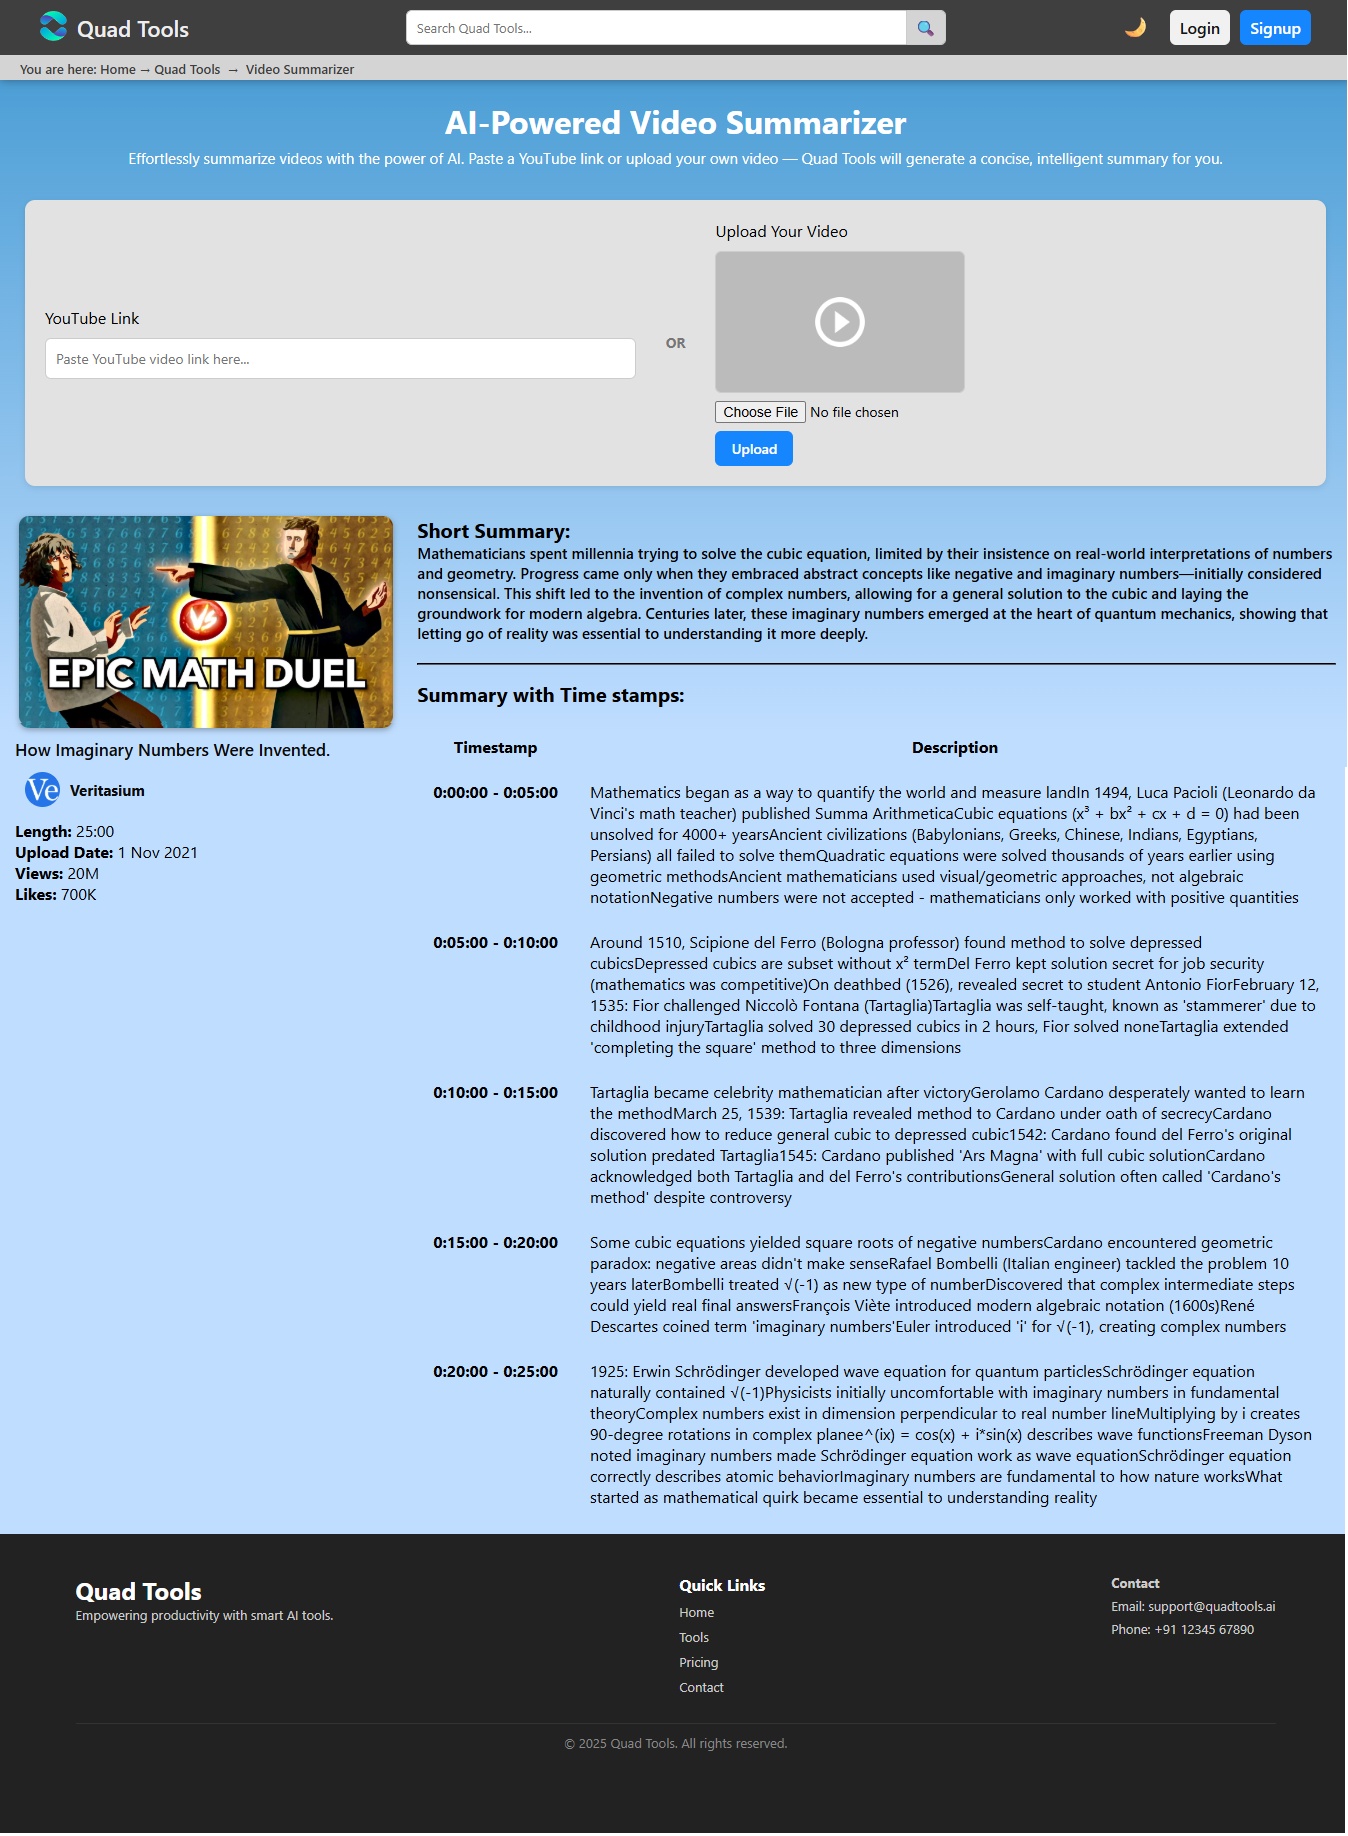 Quad Tools
Search Quad Tools...
Login
Signup
You are here: Home → Quad Tools → Video Summarizer
AI-Powered Video Summarizer
Effortlessly summarize videos with the power of AI. Paste a YouTube link or upload your own video — Quad Tools will generate a concise, intelligent summary for you.
YouTube Link
Paste YouTube video link here...
OR
Upload Your Video
Choose File No file chosen
Upload
VS
EPIC MATH DUEL
How Imaginary Numbers Were Invented.
Ve Veritasium
Length: 25:00
Upload Date: 1 Nov 2021
Views: 20M
Likes: 700K
Short Summary:
Mathematicians spent millennia trying to solve the cubic equation, limited by their insistence on real-world interpretations of numbers
and geometry. Progress came only when they embraced abstract concepts like negative and imaginary numbers—initially considered
nonsensical. This shift led to the invention of complex numbers, allowing for a general solution to the cubic and laying the
groundwork for modern algebra. Centuries later, these imaginary numbers emerged at the heart of quantum mechanics, showing that
letting go of reality was essential to understanding it more deeply.
Summary with Time stamps:
Timestamp Description
0:00:00 - 0:05:00 Mathematics began as a way to quantify the world and measure landIn 1494, Luca Pacioli (Leonardo da
Vinci's math teacher) published Summa ArithmeticaCubic equations (x³ + bx² + cx + d = 0) had been
unsolved for 4000+ yearsAncient civilizations (Babylonians, Greeks, Chinese, Indians, Egyptians,
Persians) all failed to solve themQuadratic equations were solved thousands of years earlier using
geometric methodsAncient mathematicians used visual/geometric approaches, not algebraic
notationNegative numbers were not accepted - mathematicians only worked with positive quantities
0:05:00 - 0:10:00 Around 1510, Scipione del Ferro (Bologna professor) found method to solve depressed
cubicsDepressed cubics are subset without x² termDel Ferro kept solution secret for job security
(mathematics was competitive)On deathbed (1526), revealed secret to student Antonio FiorFebruary 12,
1535: Fior challenged Niccolò Fontana (Tartaglia)Tartaglia was self-taught, known as 'stammerer' due to
childhood injuryTartaglia solved 30 depressed cubics in 2 hours, Fior solved noneTartaglia extended
'completing the square' method to three dimensions
0:10:00 - 0:15:00 Tartaglia became celebrity mathematician after victoryGerolamo Cardano desperately wanted to learn
the methodMarch 25, 1539: Tartaglia revealed method to Cardano under oath of secrecyCardano
discovered how to reduce general cubic to depressed cubic1542: Cardano found del Ferro's original
solution predated Tartaglia1545: Cardano published 'Ars Magna' with full cubic solutionCardano
acknowledged both Tartaglia and del Ferro's contributionsGeneral solution often called 'Cardano's
method' despite controversy
0:15:00 - 0:20:00 Some cubic equations yielded square roots of negative numbersCardano encountered geometric
paradox: negative areas didn't make senseRafael Bombelli (Italian engineer) tackled the problem 10
years laterBombelli treated √(-1) as new type of numberDiscovered that complex intermediate steps
could yield real final answersFrançois Viète introduced modern algebraic notation (1600s)René
Descartes coined term 'imaginary numbers'Euler introduced 'i' for √(-1), creating complex numbers
0:20:00 - 0:25:00 1925: Erwin Schrödinger developed wave equation for quantum particlesSchrödinger equation
naturally contained √(-1)Physicists initially uncomfortable with imaginary numbers in fundamental
theoryComplex numbers exist in dimension perpendicular to real number lineMultiplying by i creates
90-degree rotations in complex planee^(ix) = cos(x) + i*sin(x) describes wave functionsFreeman Dyson
noted imaginary numbers made Schrödinger equation work as wave equationSchrödinger equation
correctly describes atomic behaviorImaginary numbers are fundamental to how nature worksWhat
started as mathematical quirk became essential to understanding reality
Quad Tools
Empowering productivity with smart AI tools.
Quick Links
Home
Tools
Pricing
Contact
Contact
Email: support@quadtools.ai
Phone: +91 12345 67890
© 2025 Quad Tools. All rights reserved.